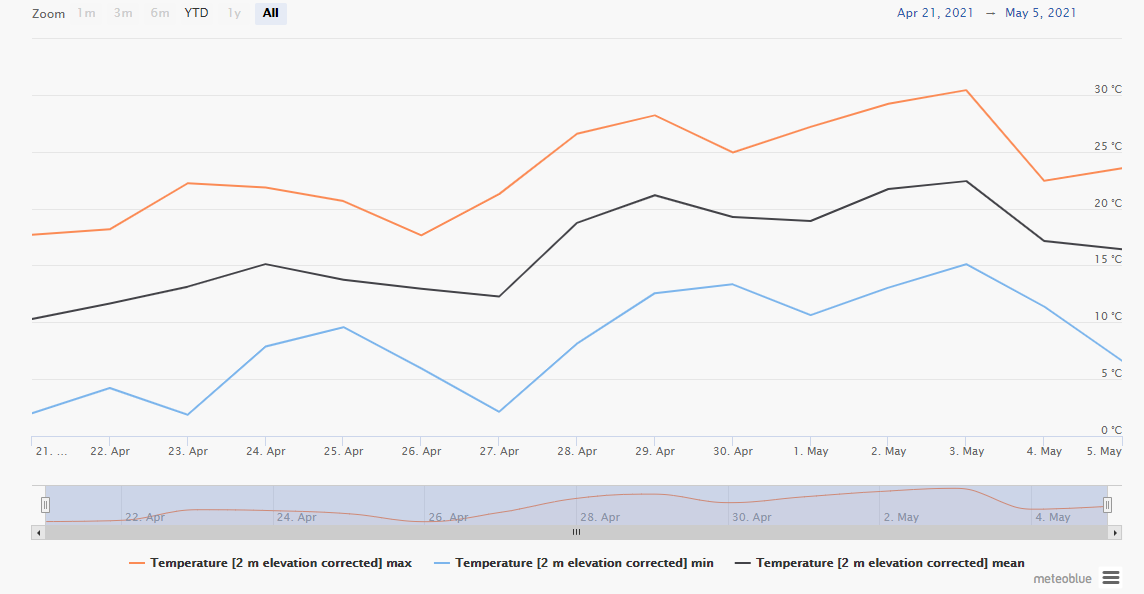 Zoom 1m 3m 6m YTD 1y All Apr 21, 2021 → May 5, 2021
30 °C
25 °C
20 °C
15 °C
10 °C
5 °C
0 °C
21. ... 22. Apr 23. Apr 24. Apr 25. Apr 26. Apr 27. Apr 28. Apr 29. Apr 30. Apr 1. May 2. May 3. May 4. May 5. May
22. Apr 24. Apr 26. Apr 28. Apr 30. Apr 2. May 4. May
Temperature [2 m elevation corrected] max Temperature [2 m elevation corrected] min Temperature [2 m elevation corrected] mean
meteoblue